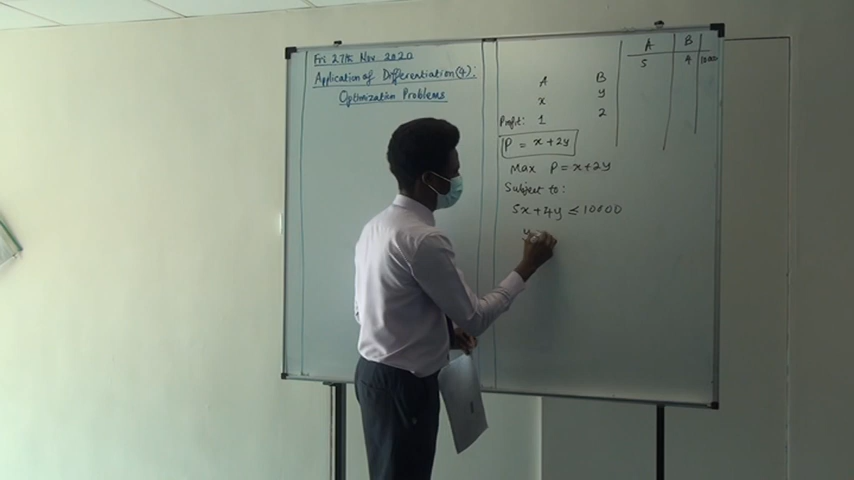 Fri 27th Nov 2020
Application of Differentiation (4):
Optimization Problems
A B
x y
Profit: 1 2
P = x + 2y
Max P = x + 2y
Subject to:
5x + 4y ≤ 10000
y
A B
5 4